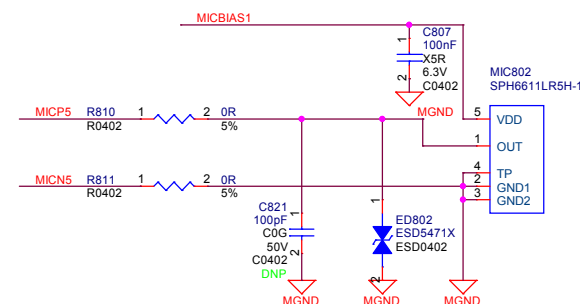 MICBIAS1
C807
100nF
X5R
6.3V
C0402
1
2
MGND
MIC802
SPH6611LR5H-1
5 VDD
1 OUT
4 TP
2 GND1
3 GND2
MICP5 R810 1 2 0R
R0402 5%
MICN5 R811 1 2 0R
R0402 5%
C821
100pF
C0G
50V
C0402
DNP
1
2
ED802
ESD5471X
ESD0402
1
2
MGND MGND MGND